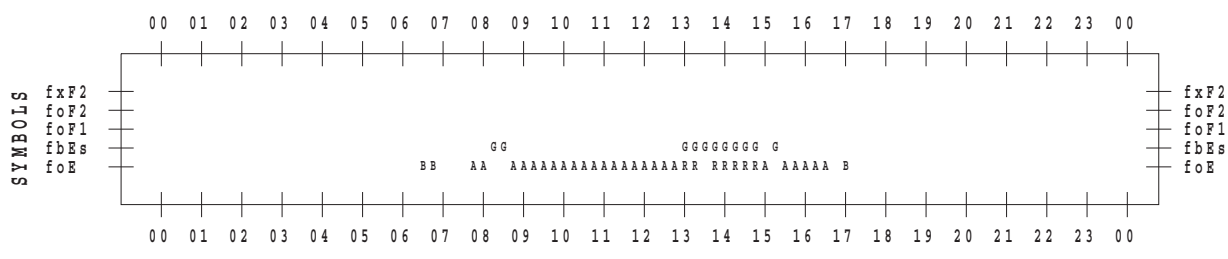 00 01 02 03 04 05 06 07 08 09 10 11 12 13 14 15 16 17 18 19 20 21 22 23 00
SYMBOLS
fxF2 fxF2
foF2 foF2
foF1 foF1
fbEs GG GGGGGGGG G fbEs
foE BB AA AAAAAAAAAAAAAAAAARR RRRRRA AAAAA B foE
00 01 02 03 04 05 06 07 08 09 10 11 12 13 14 15 16 17 18 19 20 21 22 23 00